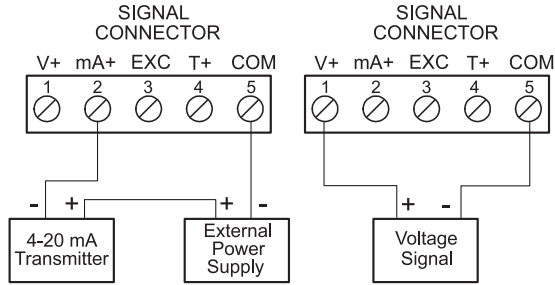 SIGNAL
CONNECTOR
V+ mA+ EXC T+ COM
1 2 3 4 5
- + + -
4-20 mA
Transmitter
External
Power
Supply
SIGNAL
CONNECTOR
V+ mA+ EXC T+ COM
1 2 3 4 5
+ -
Voltage
Signal